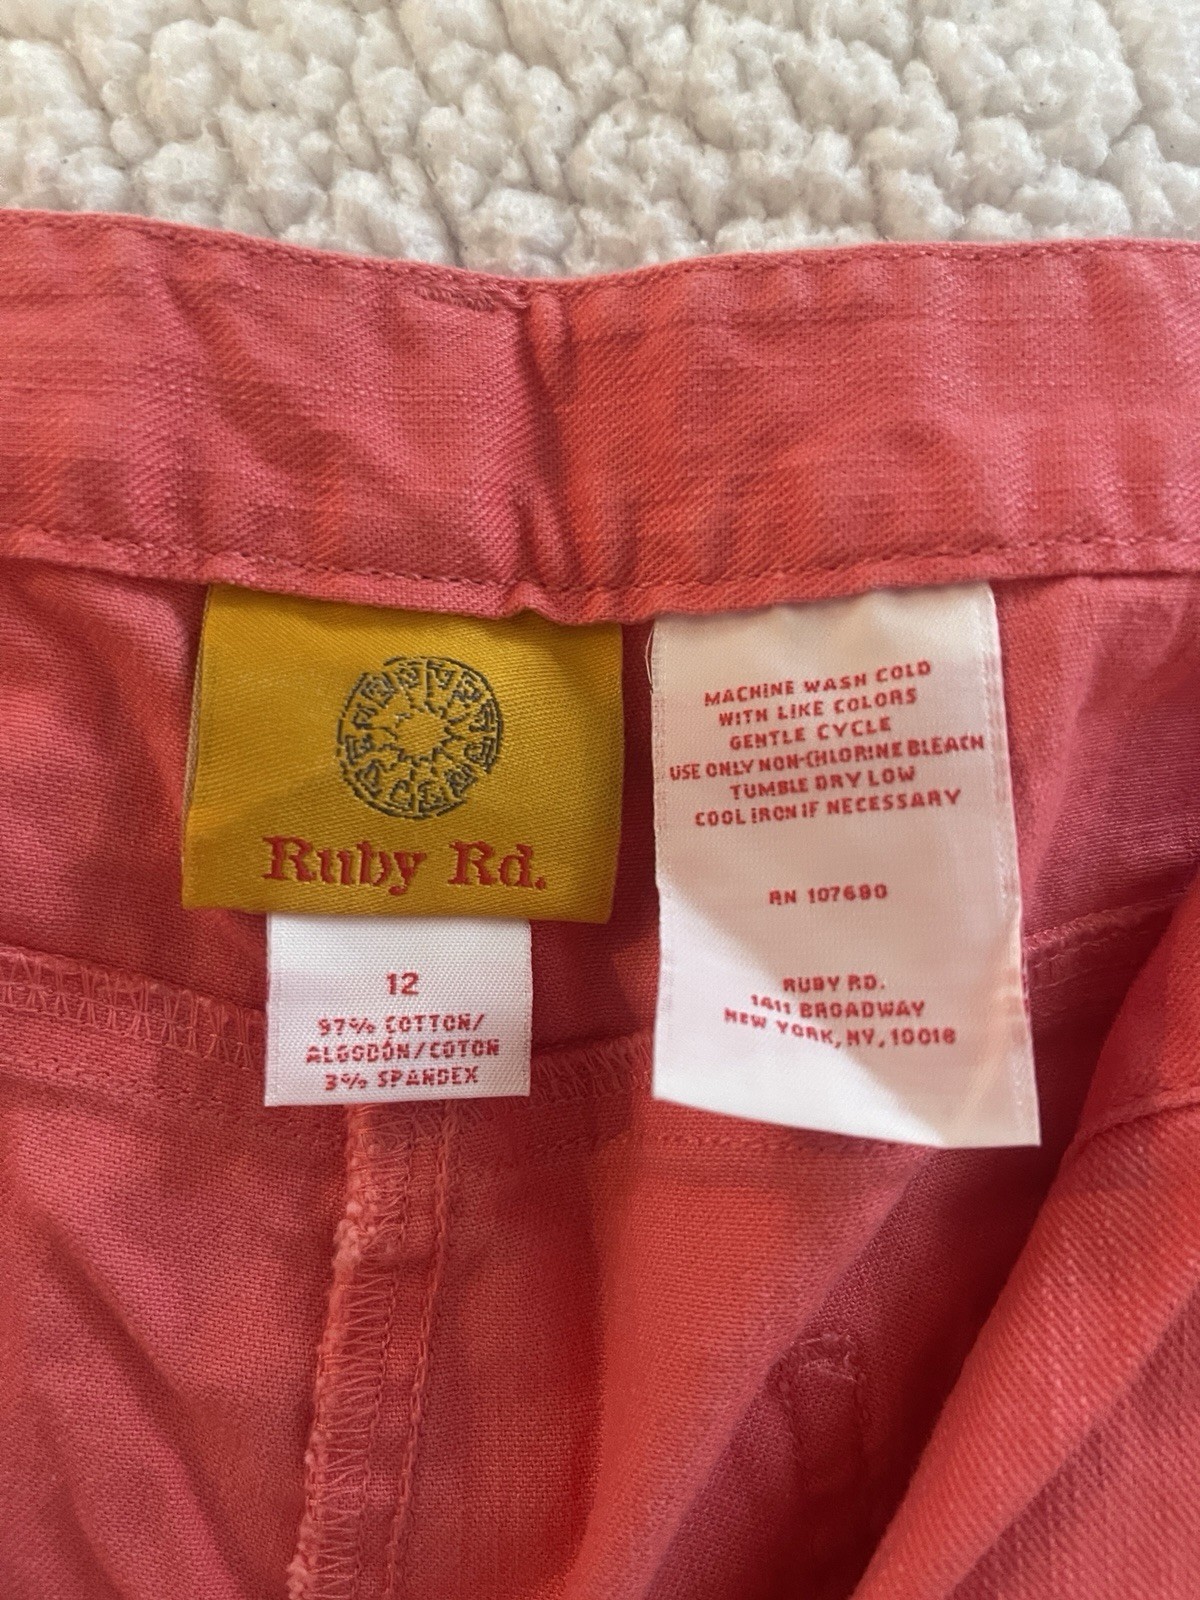 Ruby Rd.
12
97% COTTON/
ALGODÓN/COTON
3% SPANDEX
MACHINE WASH COLD
WITH LIKE COLORS
GENTLE CYCLE
USE ONLY NON-CHLORINE BLEACH
TUMBLE DRY LOW
COOL IRON IF NECESSARY
RN 107690
RUBY RD.
1411 BROADWAY
NEW YORK, NY, 10018